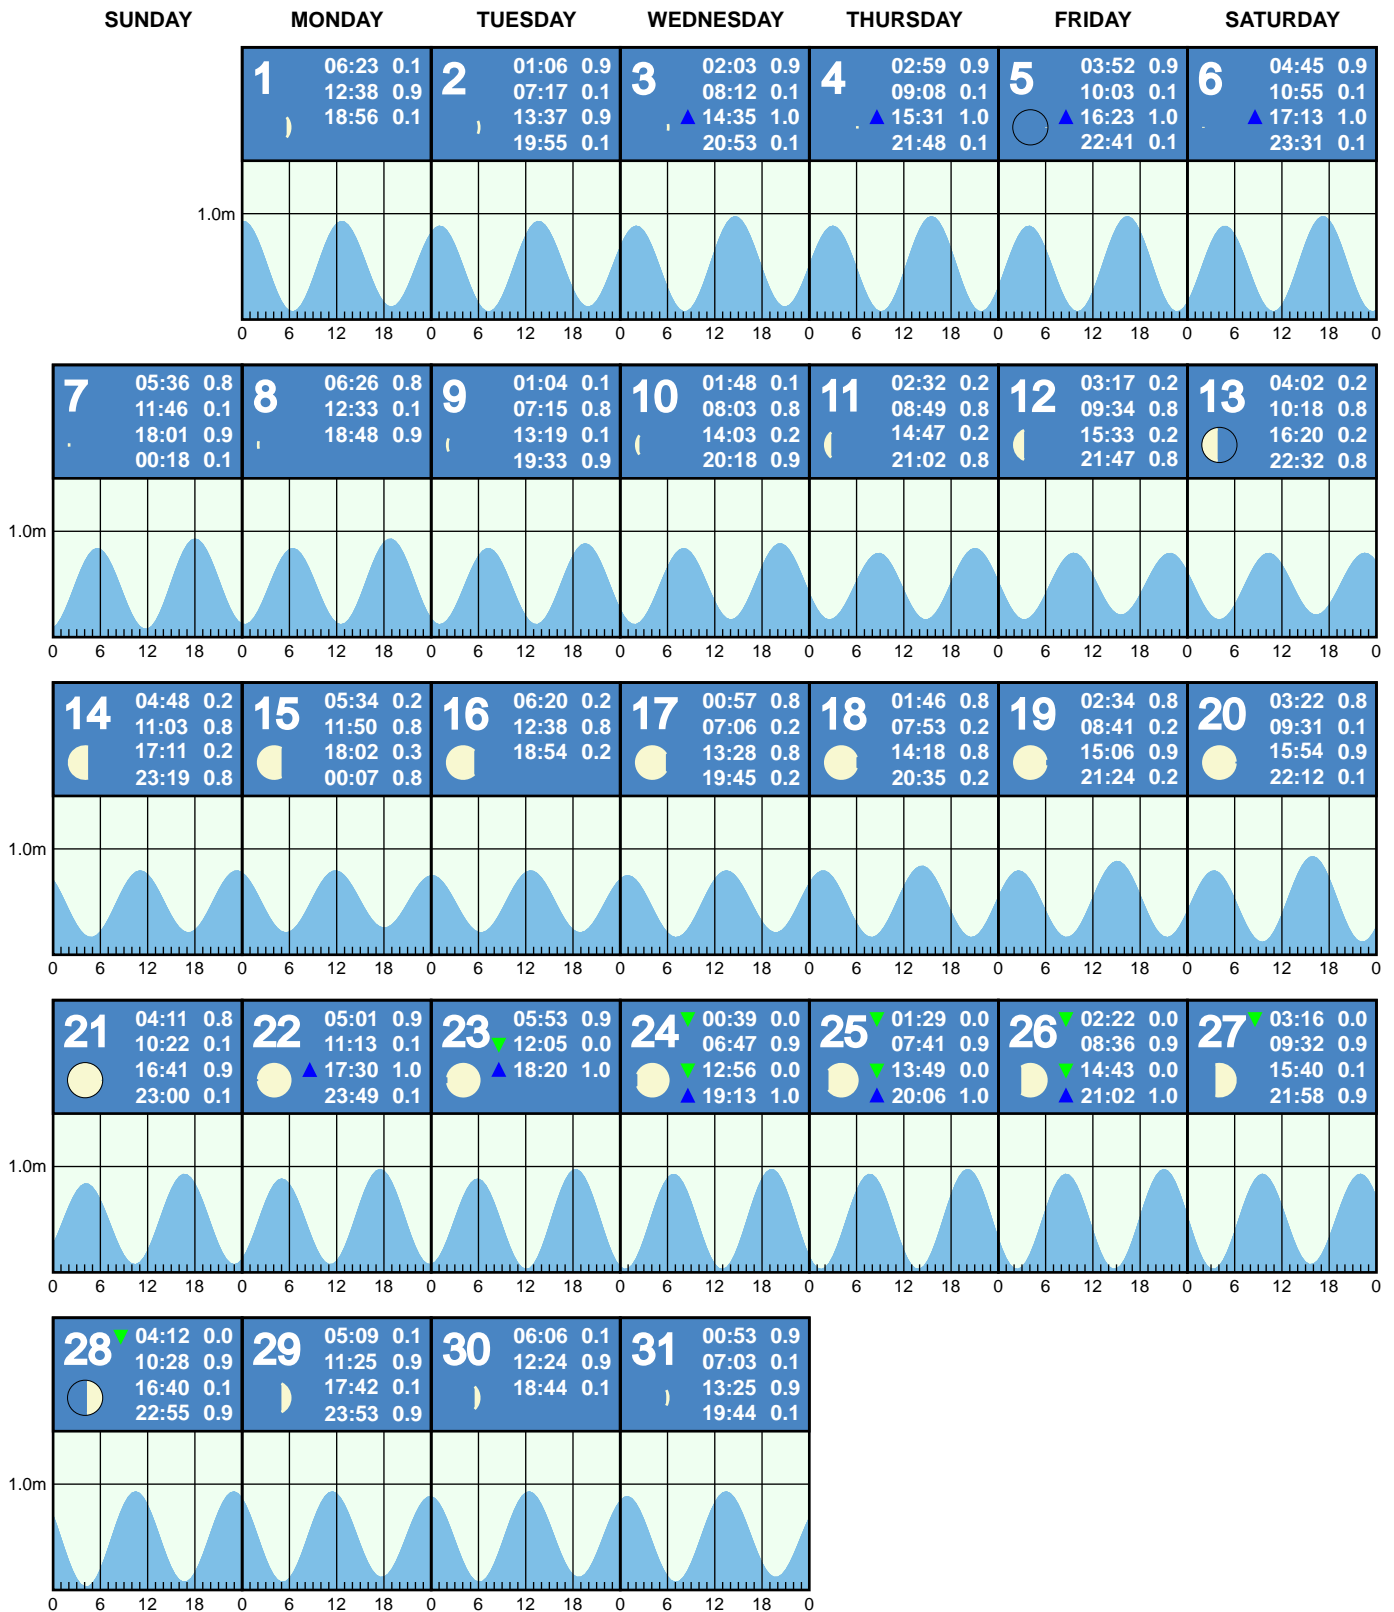 SUNDAY MONDAY TUESDAY WEDNESDAY THURSDAY FRIDAY SATURDAY
1 06:23 0.1
12:38 0.9
18:56 0.1
2 01:06 0.9
07:17 0.1
13:37 0.9
19:55 0.1
3 02:03 0.9
08:12 0.1
14:35 1.0
20:53 0.1
4 02:59 0.9
09:08 0.1
15:31 1.0
21:48 0.1
5 03:52 0.9
10:03 0.1
16:23 1.0
22:41 0.1
6 04:45 0.9
10:55 0.1
17:13 1.0
23:31 0.1
1.0m
0 6 12 18 0 6 12 18 0 6 12 18 0 6 12 18 0 6 12 18 0 6 12 18 0
7 05:36 0.8
11:46 0.1
18:01 0.9
00:18 0.1
8 06:26 0.8
12:33 0.1
18:48 0.9
9 01:04 0.1
07:15 0.8
13:19 0.1
19:33 0.9
10 01:48 0.1
08:03 0.8
14:03 0.2
20:18 0.9
11 02:32 0.2
08:49 0.8
14:47 0.2
21:02 0.8
12 03:17 0.2
09:34 0.8
15:33 0.2
21:47 0.8
13 04:02 0.2
10:18 0.8
16:20 0.2
22:32 0.8
1.0m
0 6 12 18 0 6 12 18 0 6 12 18 0 6 12 18 0 6 12 18 0 6 12 18 0 6 12 18 0
14 04:48 0.2
11:03 0.8
17:11 0.2
23:19 0.8
15 05:34 0.2
11:50 0.8
18:02 0.3
00:07 0.8
16 06:20 0.2
12:38 0.8
18:54 0.2
17 00:57 0.8
07:06 0.2
13:28 0.8
19:45 0.2
18 01:46 0.8
07:53 0.2
14:18 0.8
20:35 0.2
19 02:34 0.8
08:41 0.2
15:06 0.9
21:24 0.2
20 03:22 0.8
09:31 0.1
15:54 0.9
22:12 0.1
1.0m
0 6 12 18 0 6 12 18 0 6 12 18 0 6 12 18 0 6 12 18 0 6 12 18 0 6 12 18 0
21 04:11 0.8
10:22 0.1
16:41 0.9
23:00 0.1
22 05:01 0.9
11:13 0.1
17:30 1.0
23:49 0.1
23 05:53 0.9
12:05 0.0
18:20 1.0
24 00:39 0.0
06:47 0.9
12:56 0.0
19:13 1.0
25 01:29 0.0
07:41 0.9
13:49 0.0
20:06 1.0
26 02:22 0.0
08:36 0.9
14:43 0.0
21:02 1.0
27 03:16 0.0
09:32 0.9
15:40 0.1
21:58 0.9
1.0m
0 6 12 18 0 6 12 18 0 6 12 18 0 6 12 18 0 6 12 18 0 6 12 18 0 6 12 18 0
28 04:12 0.0
10:28 0.9
16:40 0.1
22:55 0.9
29 05:09 0.1
11:25 0.9
17:42 0.1
23:53 0.9
30 06:06 0.1
12:24 0.9
18:44 0.1
31 00:53 0.9
07:03 0.1
13:25 0.9
19:44 0.1
1.0m
0 6 12 18 0 6 12 18 0 6 12 18 0 6 12 18 0